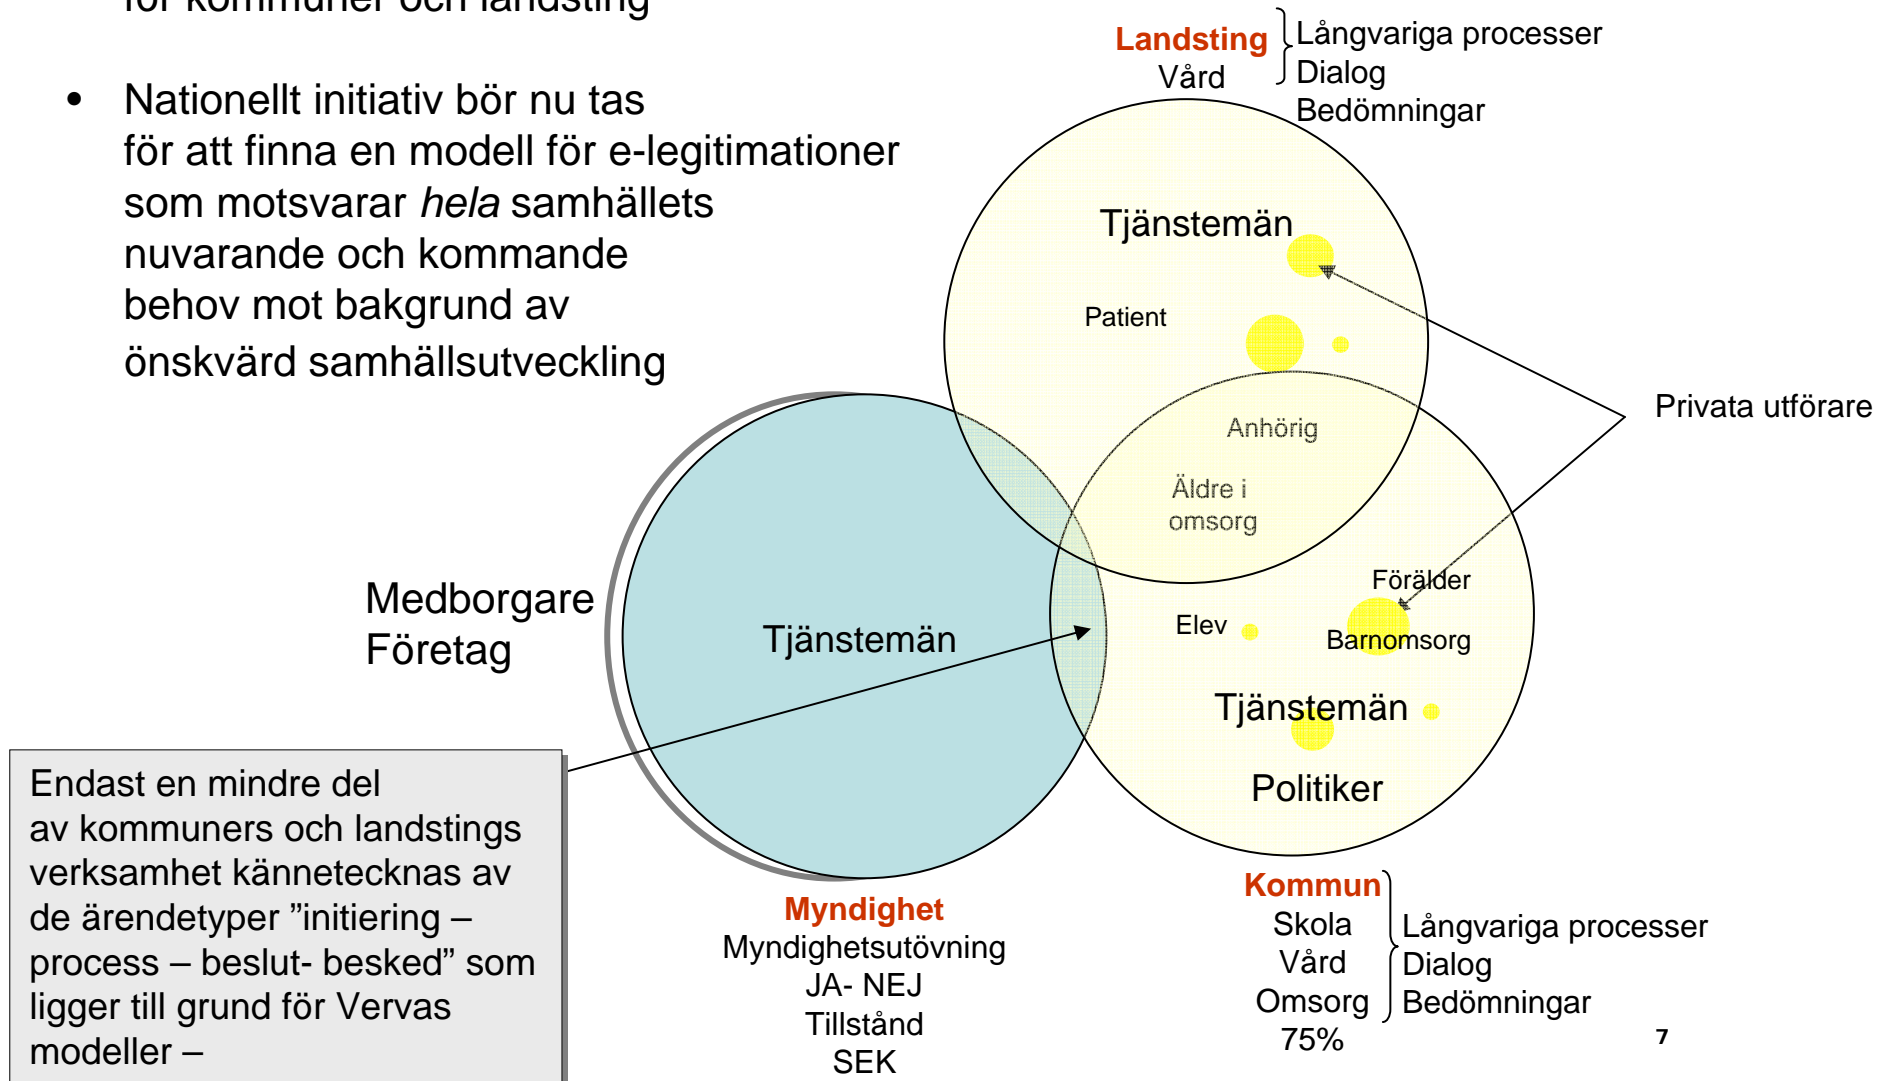 för kommuner och landsting
• Nationellt initiativ bör nu tas
för att finna en modell för e-legitimationer
som motsvarar hela samhällets
nuvarande och kommande
behov mot bakgrund av
önskvärd samhällsutveckling
Landsting
Vård
Långvariga processer
Dialog
Bedömningar
Tjänstemän
Patient
Anhörig
Äldre i
omsorg
Privata utförare
Medborgare
Företag
Tjänstemän
Förälder
Elev
Barnomsorg
Tjänstemän
Politiker
Endast en mindre del
av kommuners och landstings
verksamhet kännetecknas av
de ärendetyper ”initiering –
process – beslut- besked” som
ligger till grund för Vervas
modeller –
Myndighet
Myndighetsutövning
JA- NEJ
Tillstånd
SEK
Kommun
Skola
Vård
Omsorg
75%
Långvariga processer
Dialog
Bedömningar
7